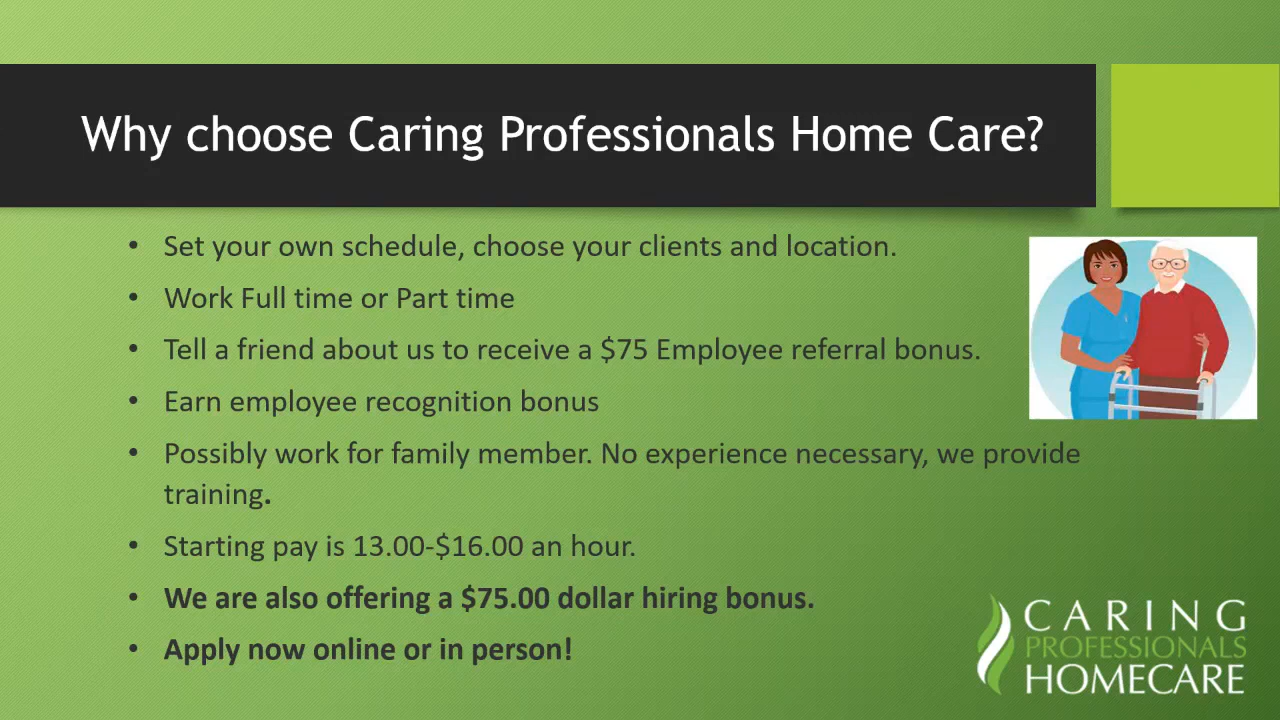 Why choose Caring Professionals Home Care?
• Set your own schedule, choose your clients and location.
• Work Full time or Part time
• Tell a friend about us to receive a $75 Employee referral bonus.
• Earn employee recognition bonus
• Possibly work for family member. No experience necessary, we provide
training.
• Starting pay is 13.00-$16.00 an hour.
• We are also offering a $75.00 dollar hiring bonus.
• Apply now online or in person!
CARING
PROFESSIONALS
HOMECARE